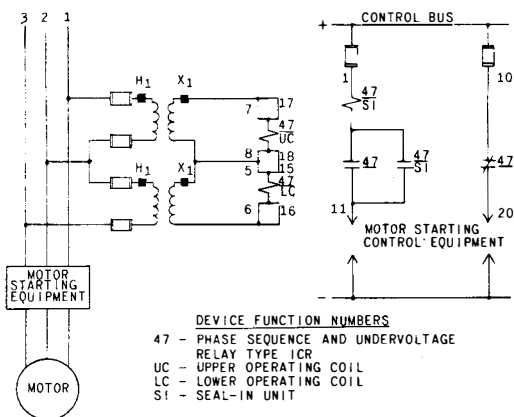 3 2 1
H1 X1
7 17
47
UC
8 18
5 15
47
LC
6 16
H1 X1
MOTOR
STARTING
EQUIPMENT
MOTOR
+ CONTROL BUS
1
47
SI
47
47
SI
11
10
47
20
MOTOR STARTING
CONTROL EQUIPMENT
-
DEVICE FUNCTION NUMBERS
47 - PHASE SEQUENCE AND UNDERVOLTAGE
RELAY TYPE ICR
UC - UPPER OPERATING COIL
LC - LOWER OPERATING COIL
SI - SEAL-IN UNIT